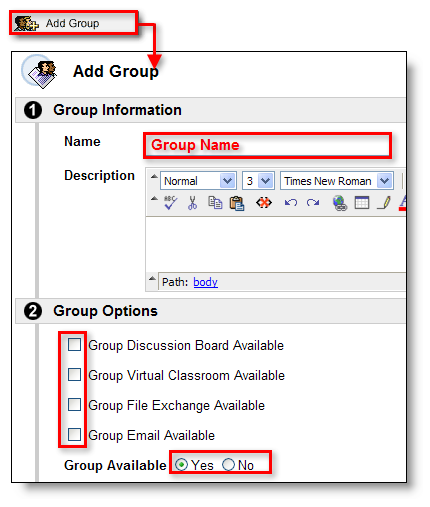 Add Group
Add Group
1 Group Information
Name Group Name
Description Normal 3 Times New Roman
ABC
Path: body
2 Group Options
Group Discussion Board Available
Group Virtual Classroom Available
Group File Exchange Available
Group Email Available
Group Available Yes No